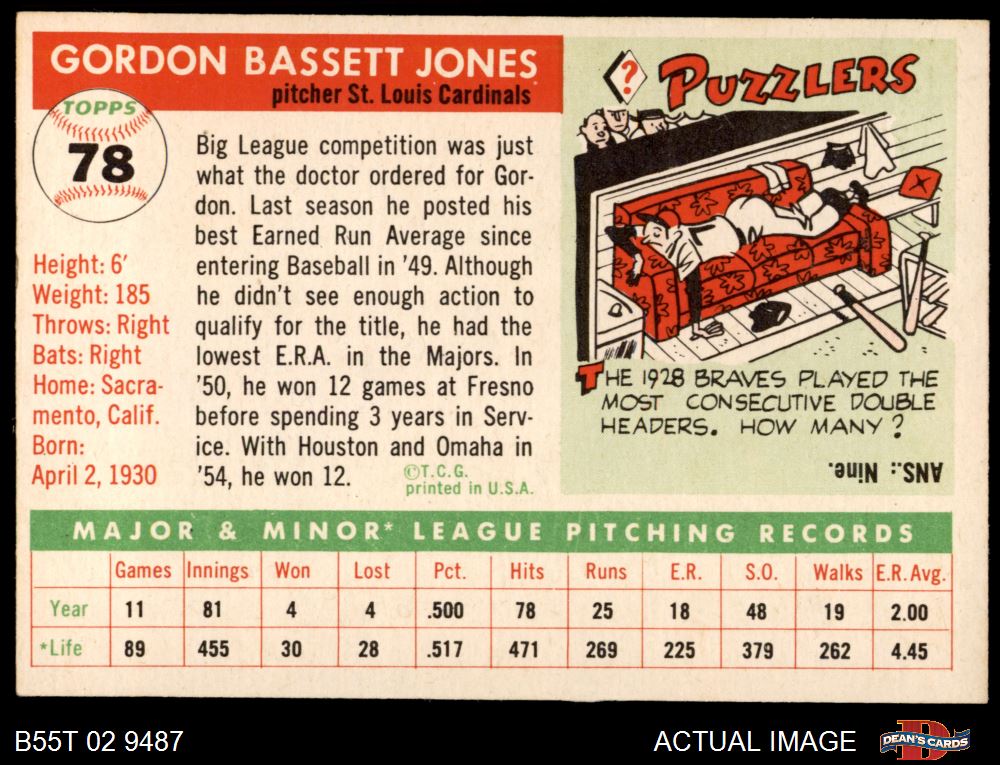 GORDON BASSETT JONES
pitcher St. Louis Cardinals
TOPPS
78
Height: 6'
Weight: 185
Throws: Right
Bats: Right
Home: Sacra-
mento, Calif.
Born:
April 2, 1930
Big League competition was just
what the doctor ordered for Gor-
don. Last season he posted his
best Earned Run Average since
entering Baseball in '49. Although
he didn't see enough action to
qualify for the title, he had the
lowest E.R.A. in the Majors. In
'50, he won 12 games at Fresno
before spending 3 years in Serv-
ice. With Houston and Omaha in
'54, he won 12.
©T.C.G.
printed in U.S.A.
? PUZZLERS
THE 1928 BRAVES PLAYED THE
MOST CONSECUTIVE DOUBLE
HEADERS. HOW MANY?
ANS.: Nine.
MAJOR & MINOR* LEAGUE PITCHING RECORDS
Games Innings Won Lost Pct. Hits Runs E.R. S.O. Walks E.R. Avg.
Year 11 81 4 4 .500 78 25 18 48 19 2.00
*Life 89 455 30 28 .517 471 269 225 379 262 4.45
B55T 02 9487
ACTUAL IMAGE
DEAN'S CARDS